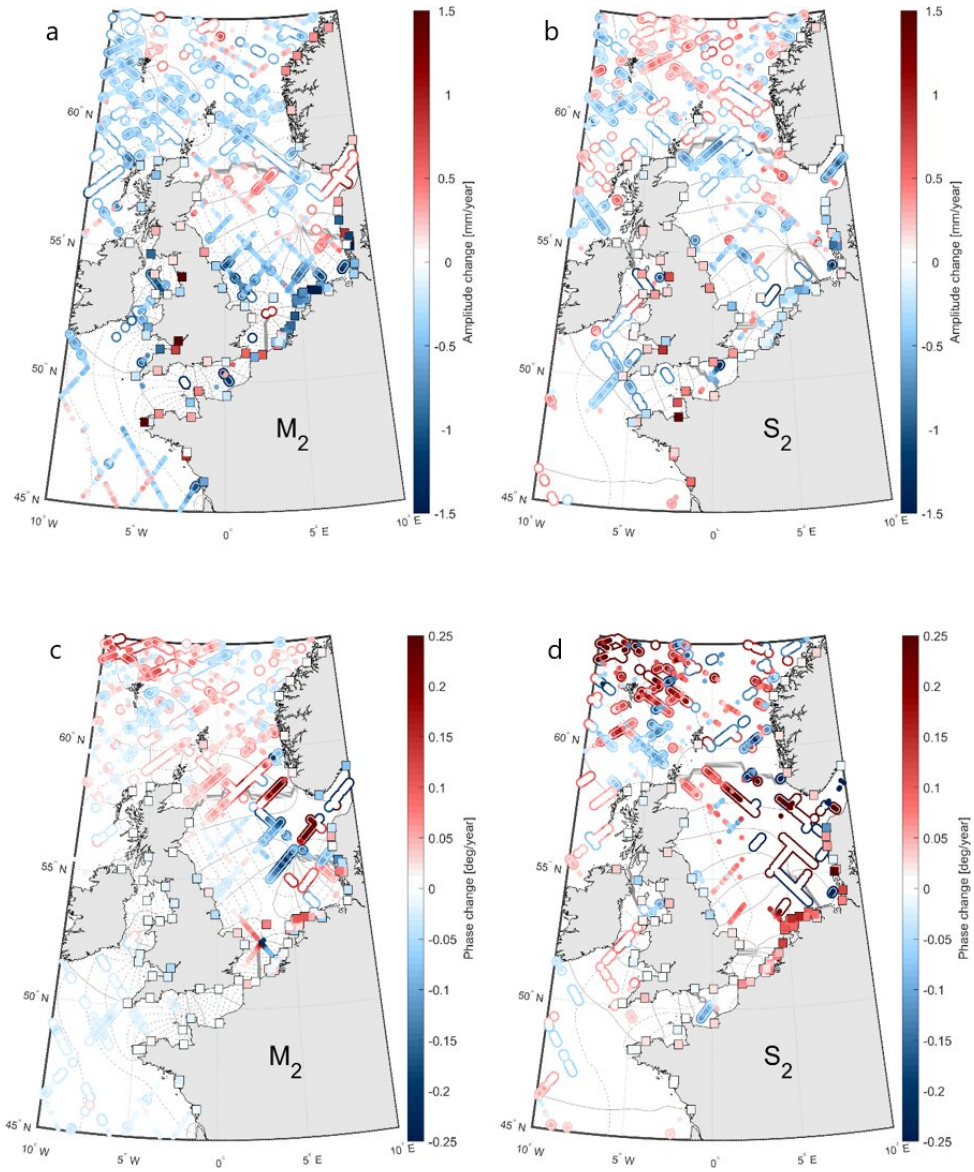 a
60° N
55° N
50° N
45° N
10° W
5° W
0°
5° E
10° E
M2
1.5
1
0.5
0
-0.5
-1
-1.5
Amplitude change [mm/year]
b
60° N
55° N
50° N
45° N
10° W
5° W
0°
5° E
10° E
S2
1.5
1
0.5
0
-0.5
-1
-1.5
Amplitude change [mm/year]
c
60° N
55° N
50° N
45° N
10° W
5° W
0°
5° E
10° E
M2
0.25
0.2
0.15
0.1
0.05
0
-0.05
-0.1
-0.15
-0.2
-0.25
Phase change [deg/year]
d
60° N
55° N
50° N
45° N
10° W
5° W
0°
5° E
10° E
S2
0.25
0.2
0.15
0.1
0.05
0
-0.05
-0.1
-0.15
-0.2
-0.25
Phase change [deg/year]